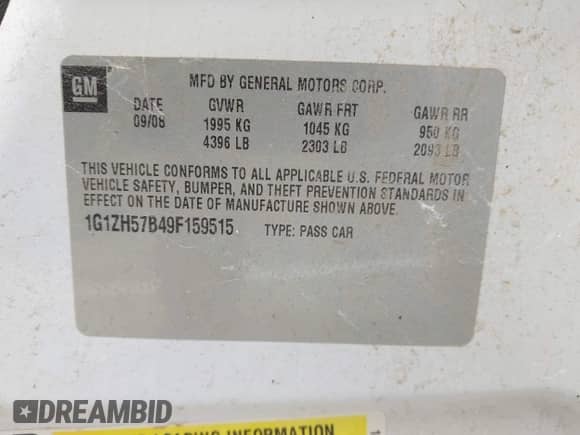 GM
MFD BY GENERAL MOTORS CORP.
DATE GVWR GAWR FRT GAWR RR
09/08 1995 KG 1045 KG 950 KG
4396 LB 2303 LB 2093 LB
THIS VEHICLE CONFORMS TO ALL APPLICABLE U.S. FEDERAL MOTOR
VEHICLE SAFETY, BUMPER, AND THEFT PREVENTION STANDARDS IN
EFFECT ON THE DATE OF MANUFACTURE SHOWN ABOVE.
1G1ZH57B49F159515 TYPE: PASS CAR
DREAMBID
LOADING INFORMATION